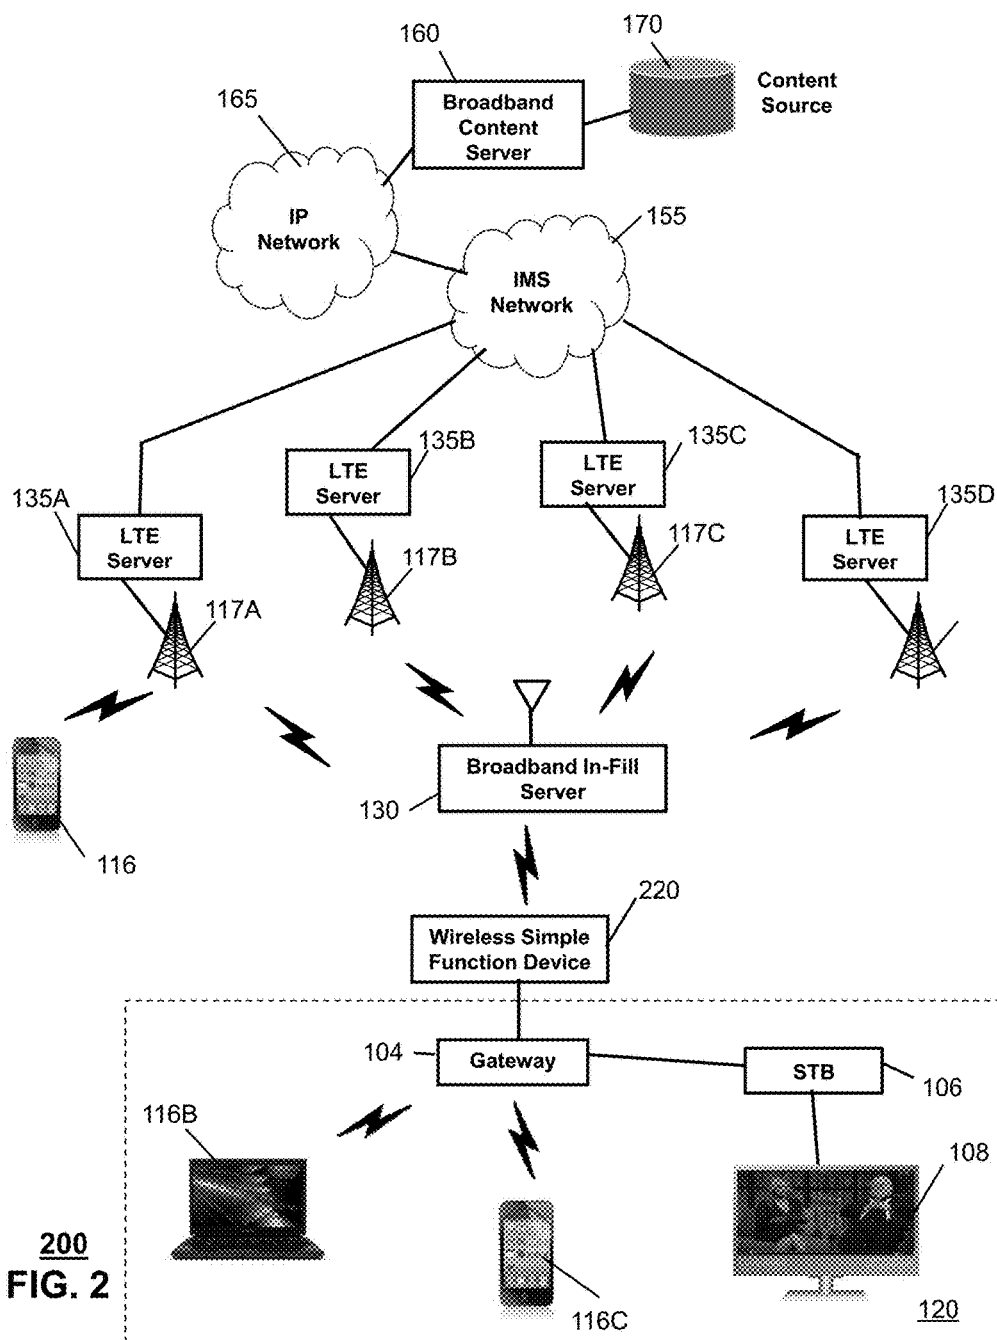 170
160
Content
Source
165
Broadband
Content
Server
IP
Network
155
IMS
Network
135B
135C
LTE
Server
LTE
Server
135A
135D
LTE
Server
LTE
Server
117B
117C
117A
Broadband In-Fill
Server
130
116
220
Wireless Simple
Function Device
104
Gateway
STB
106
116B
108
200
FIG. 2
116C
120